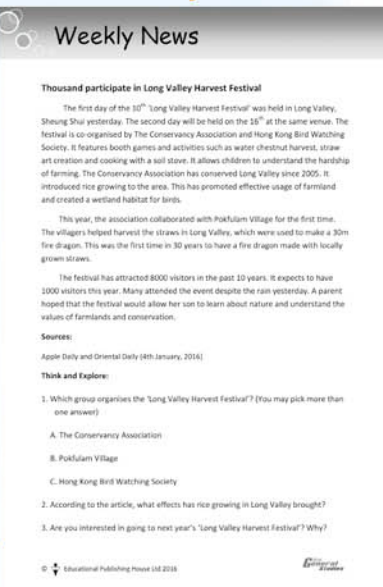 Weekly News
Thousand participate in Long Valley Harvest Festival
The first day of the 10th 'Long Valley Harvest Festival' was held in Long Valley,
Sheung Shui yesterday. The second day will be held on the 16th at the same venue. The
festival is co-organised by The Conservancy Association and Hong Kong Bird Watching
Society. It features booth games and activities such as water chestnut harvest, straw
art creation and cooking with a soil stove. It allows children to understand the hardship
of farming. The Conservancy Association has conserved Long Valley since 2005. It
introduced rice growing to the area. This has promoted effective usage of farmland
and created a wetland habitat for birds.
This year, the association collaborated with Pokfulam Village for the first time.
The villagers helped harvest the straws in Long Valley, which were used to make a 30m
fire dragon. This was the first time in 30 years to have a fire dragon made with locally
grown straws.
The festival has attracted 8000 visitors in the past 10 years. It expects to have
1000 visitors this year. Many attended the event despite the rain yesterday. A parent
hoped that the festival would allow her son to learn about nature and understand the
values of farmlands and conservation.
Sources:
Apple Daily and Oriental Daily (4th January, 2016)
Think and Explore:
1. Which group organises the 'Long Valley Harvest Festival'? (You may pick more than
one answer)
A. The Conservancy Association
B. Pokfulam Village
C. Hong Kong Bird Watching Society
2. According to the article, what effects has rice growing in Long Valley brought?
3. Are you interested in going to next year's 'Long Valley Harvest Festival'? Why?
© Educational Publishing House Ltd 2016
General Studies